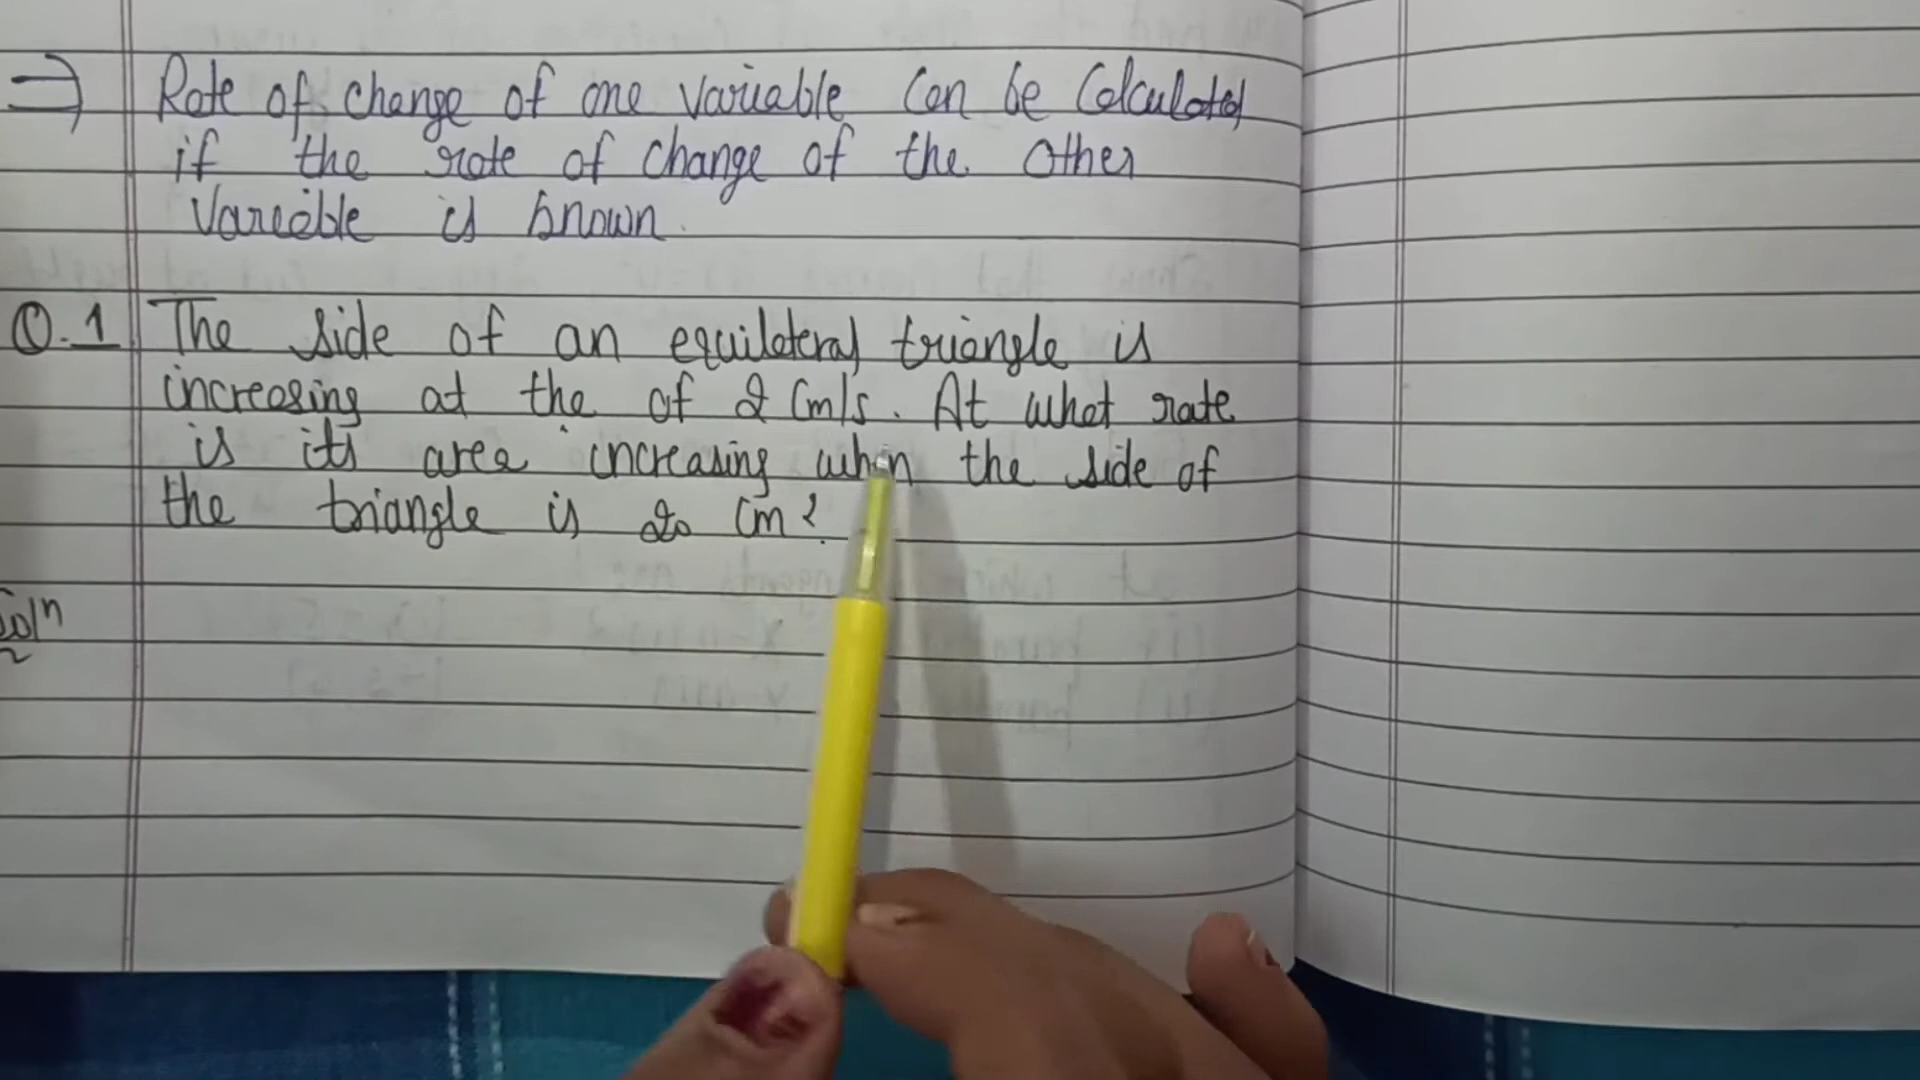 ⇒ Rate of change of one variable can be calculated
if the rate of change of the other
variable is known.
Q.1 The side of an equilateral triangle is
increasing at the of 2 cm/s. At what rate
is its area increasing when the side of
the triangle is 20 cm?
Soln